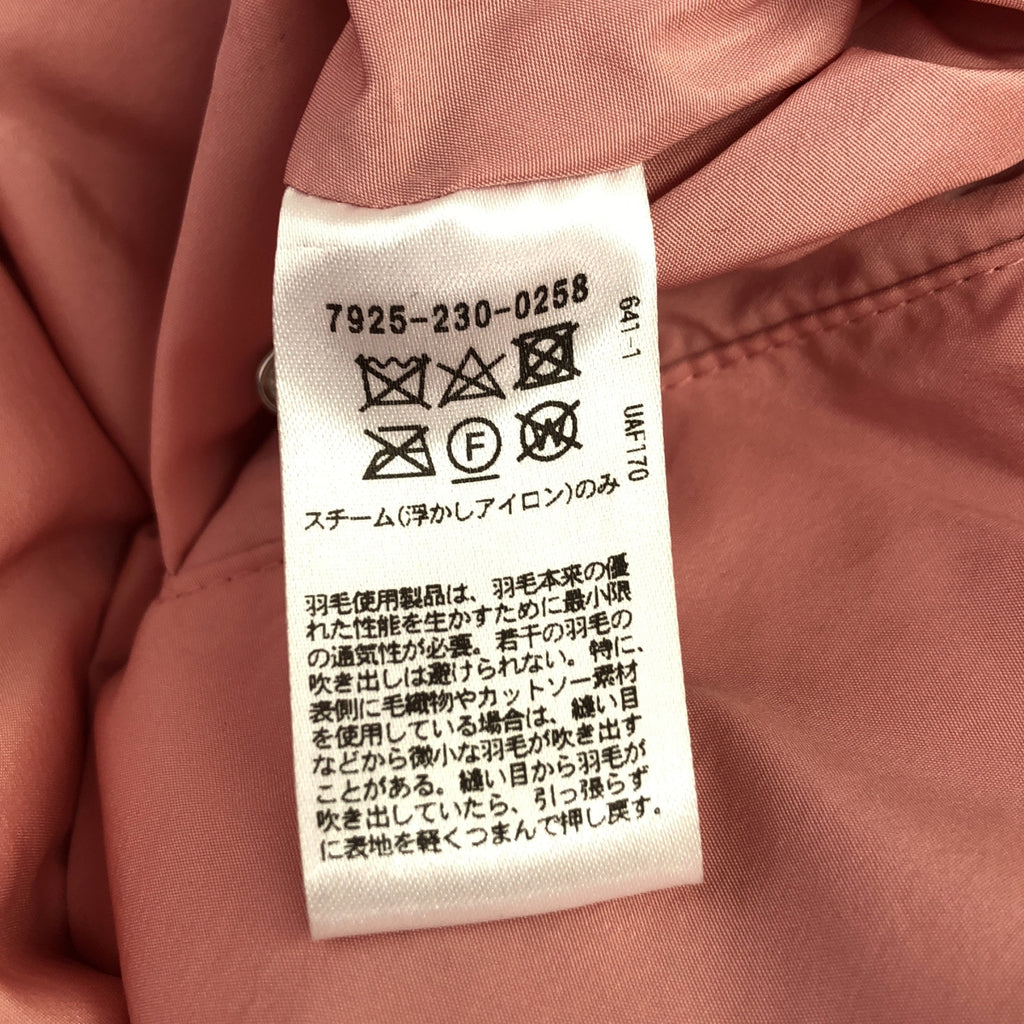 7925-230-0258
641-1 UAF170
F
W
スチーム(浮かしアイロン)のみ
羽毛使用製品は、羽毛本来の優
れた性能を生かすために最小限
の通気性が必要。若干の羽毛の
吹き出しは避けられない。特に、
表側に毛織物やカットソー素材
を使用している場合は、縫い目
などから微小な羽毛が吹き出す
ことがある。縫い目から羽毛が
吹き出していたら、引っ張らず
に表地を軽くつまんで押し戻す。